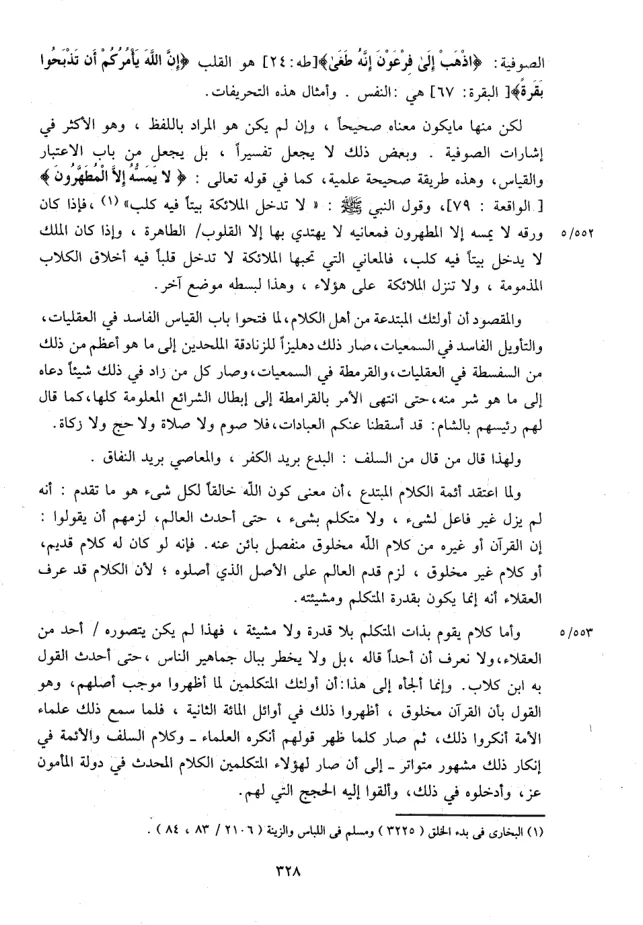 الصوفية: ﴿اذْهَبْ إِلَىٰ فِرْعَوْنَ إِنَّهُ طَغَىٰ﴾[طه:٢٤] هو القلب ﴿إِنَّ اللَّهَ يَأْمُرُكُمْ أَن تَذْبَحُوا
بَقَرَةً﴾[ البقرة: ٦٧] هي :النفس . وأمثال هذه التحريفات.
لكن منها مايكون معناه صحيحاً ، وإن لم يكن هو المراد باللفظ ، وهو الأكثر في
إشارات الصوفية . وبعض ذلك لا يجعل تفسيراً ، بل يجعل من باب الاعتبار
والقياس، وهذه طريقة صحيحة علمية، كما في قوله تعالى : ﴿ لا يَمَسُّهُ إِلاَّ الْمُطَهَّرُونَ ﴾
[ الواقعة : ٧٩]، وقول النبي ﷺ : « لا تدخل الملائكة بيتاً فيه كلب» (١) ،فإذا كان
ورقه لا يمسه إلا المطهرون فمعانيه لا يهتدي بها إلا القلوب/ الطاهرة ، وإذا كان الملك ٥/٥٥٢
لا يدخل بيتاً فيه كلب، فالمعاني التي تحبها الملائكة لا تدخل قلباً فيه أخلاق الكلاب
المذمومة ، ولا تنزل الملائكة على هؤلاء ، وهذا لبسطه موضع آخر.
والمقصود أن أولئك المبتدعة من أهل الكلام،لما فتحوا باب القياس الفاسد في العقليات،
والتأويل الفاسد في السمعيات،صار ذلك دهليزاً للزنادقة الملحدين إلى ما هو أعظم من ذلك
من السفسطة في العقليات،والقرمطة في السمعيات،وصار كل من زاد في ذلك شيئاً دعاه
إلى ما هو شر منه،حتى انتهى الأمر بالقرامطة إلى إبطال الشرائع المعلومة كلها،كما قال
لهم رئيسهم بالشام: قد أسقطنا عنكم العبادات،فلا صوم ولا صلاة ولا حج ولا زكاة.
ولهذا قال من قال من السلف : البدع بريد الكفر ، والمعاصي بريد النفاق .
ولما اعتقد أئمة الكلام المبتدع ،أن معنى كون الله خالقاً لكل شيء هو ما تقدم : أنه
لم يزل غير فاعل لشيء ، ولا متكلم بشيء ، حتى أحدث العالم، لزمهم أن يقولوا :
إن القرآن أو غيره من كلام الله مخلوق منفصل بائن عنه. فإنه لو كان له كلام قديم،
أو كلام غير مخلوق ، لزم قدم العالم على الأصل الذي أصلوه ؛ لأن الكلام قد عرف
العقلاء أنه إنما يكون بقدرة المتكلم ومشيئته.
وأما كلام يقوم بذات المتكلم بلا قدرة ولا مشيئة ، فهذا لم يكن يتصوره / أحد من ٥/٥٥٣
العقلاء،ولا نعرف أن أحداً قاله ،بل ولا يخطر ببال جماهير الناس ،حتى أحدث القول
به ابن كلاب. وإنما ألجأه إلى هذا:أن أولئك المتكلمين لما أظهروا موجب أصلهم، وهو
القول بأن القرآن مخلوق ، أظهروا ذلك في أوائل المائة الثانية ، فلما سمع ذلك علماء
الأمة أنكروا ذلك، ثم صار كلما ظهر قولهم أنكره العلماء ــ وكلام السلف والأئمة في
إنكار ذلك مشهور متواتر ــ إلى أن صار لهؤلاء المتكلمين الكلام المحدث في دولة المأمون
عز، وأدخلوه في ذلك، وألقوا إليه الحجج التي لهم.
(١) البخارى فى بدء الخلق ( ٣٢٢٥ ) ومسلم فى اللباس والزينة ( ٢١٠٦ / ٨٣ ، ٨٤ ) .
٣٢٨